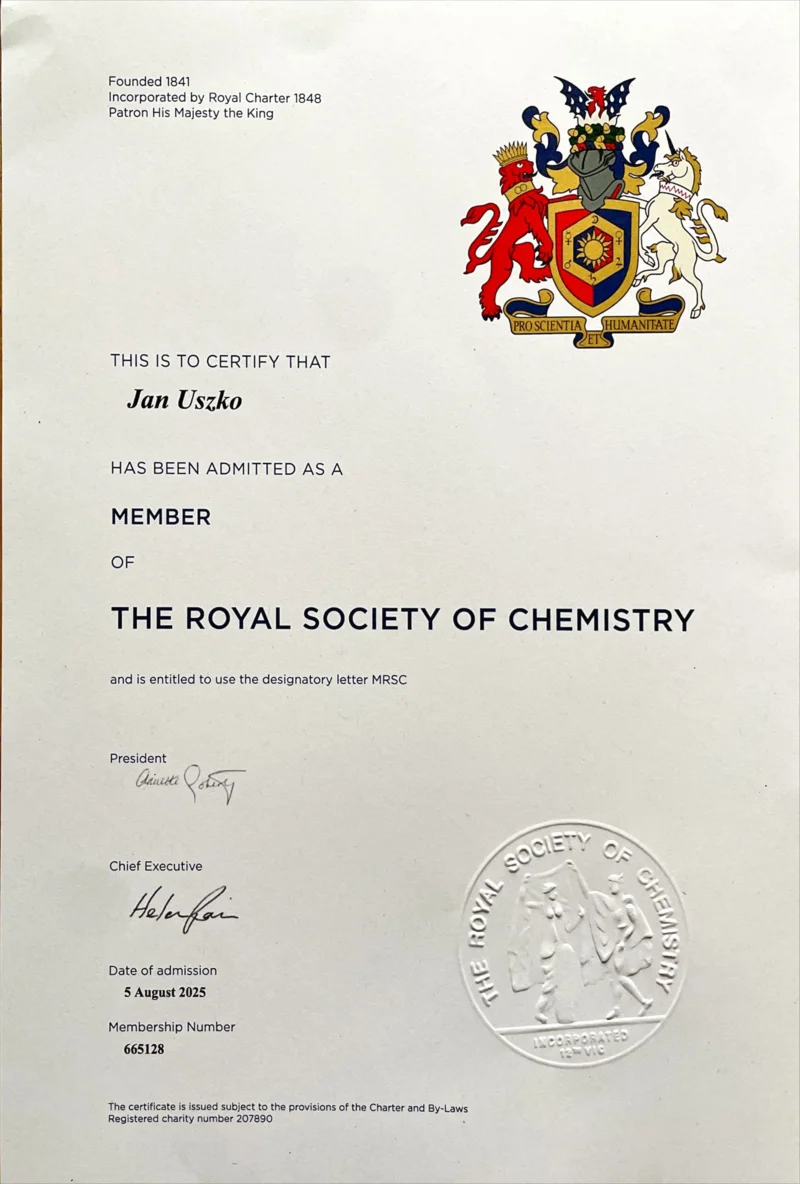 Founded 1841
Incorporated by Royal Charter 1848
Patron His Majesty the King
PRO SCIENTIA ET HUMANITATE
THIS IS TO CERTIFY THAT
Jan Uszko
HAS BEEN ADMITTED AS A
MEMBER
OF
THE ROYAL SOCIETY OF CHEMISTRY
and is entitled to use the designatory letter MRSC
President
Chief Executive
Helen Pain
Date of admission
5 August 2025
Membership Number
665128
THE ROYAL SOCIETY OF CHEMISTRY
INCORPORATED
The certificate is issued subject to the provisions of the Charter and By-Laws
Registered charity number 207890